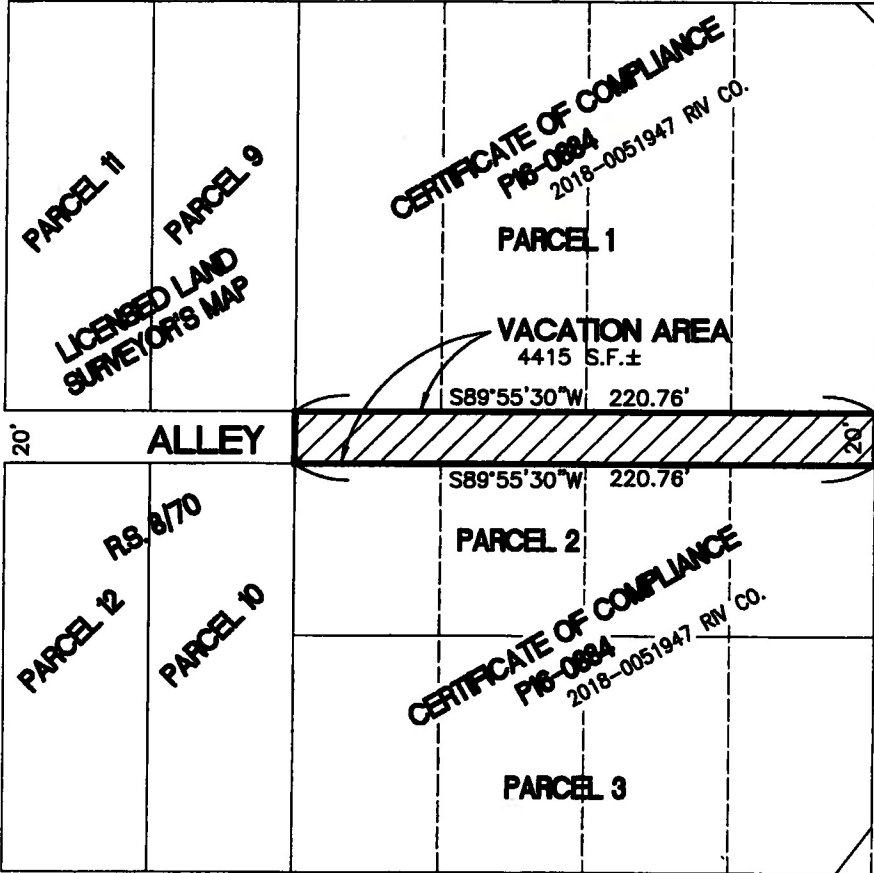 CERTIFICATE OF COMPLIANCE
P16-0884
2018-0051947 RIV CO.
PARCEL 11
PARCEL 9
PARCEL 1
LICENSED LAND
SURVEYOR'S MAP
VACATION AREA
4415 S.F.±
S89°55'30"W 220.76'
20'
ALLEY
20'
S89°55'30"W 220.76'
R.S. 8/70
PARCEL 2
PARCEL 12
PARCEL 10
CERTIFICATE OF COMPLIANCE
P16-0884
2018-0051947 RIV CO.
PARCEL 3